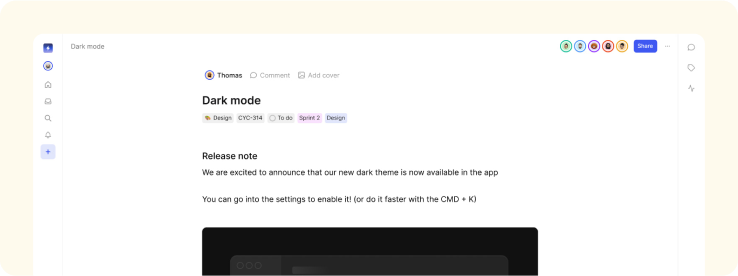 Dark mode
Share
Thomas Comment Add cover
Dark mode
Design CYC-314 To do Sprint 2 Design
Release note
We are excited to announce that our new dark theme is now available in the app
You can go into the settings to enable it! (or do it faster with the CMD + K)